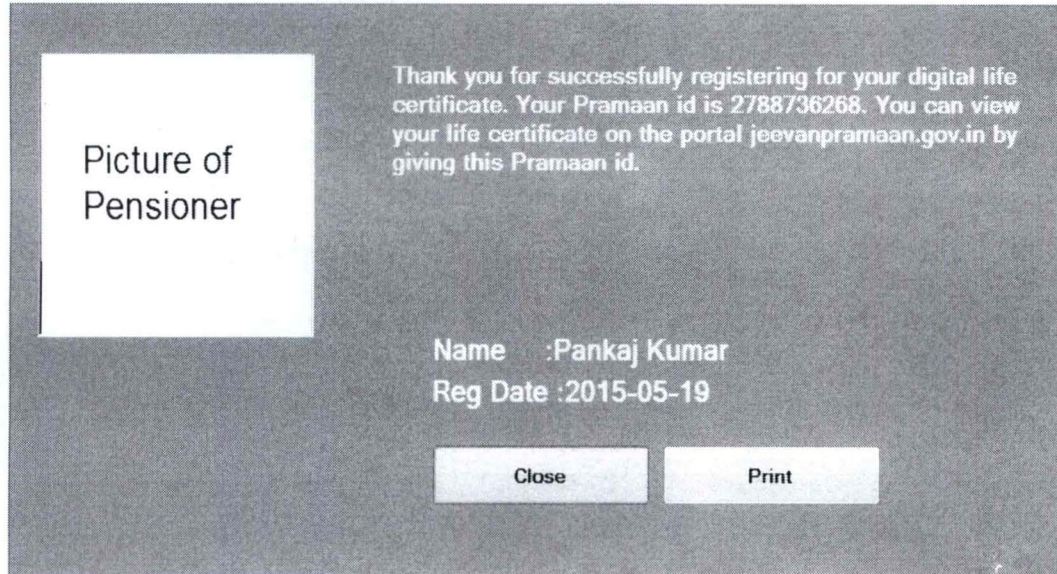 Picture of
Pensioner
Thank you for successfully registering for your digital life
certificate. Your Pramaan id is 2788736268. You can view
your life certificate on the portal jeevanpramaan.gov.in by
giving this Pramaan id.
Name :Pankaj Kumar
Reg Date :2015-05-19
Close
Print